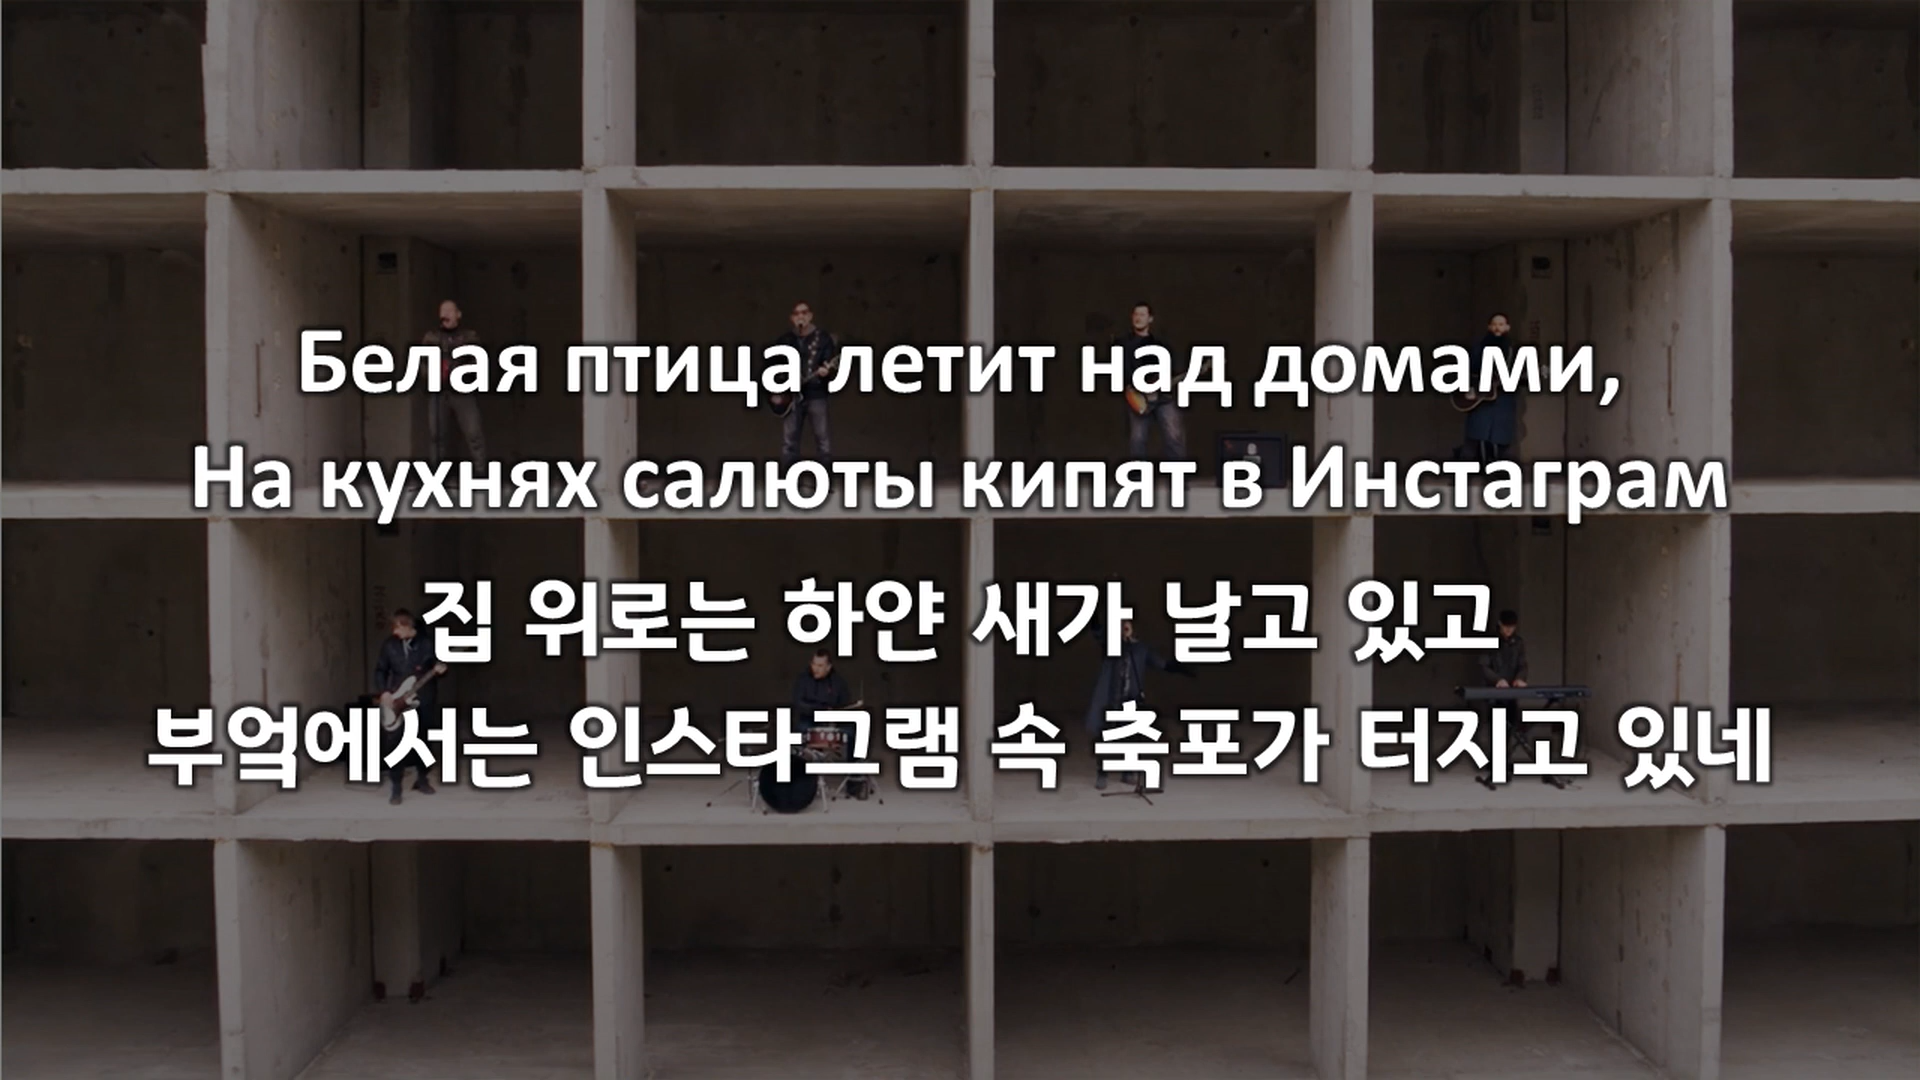 Белая птица летит над домами,
На кухнях салюты кипят в Инстаграм
집 위로는 하얀 새가 날고 있고
부엌에서는 인스타그램 속 축포가 터지고 있네